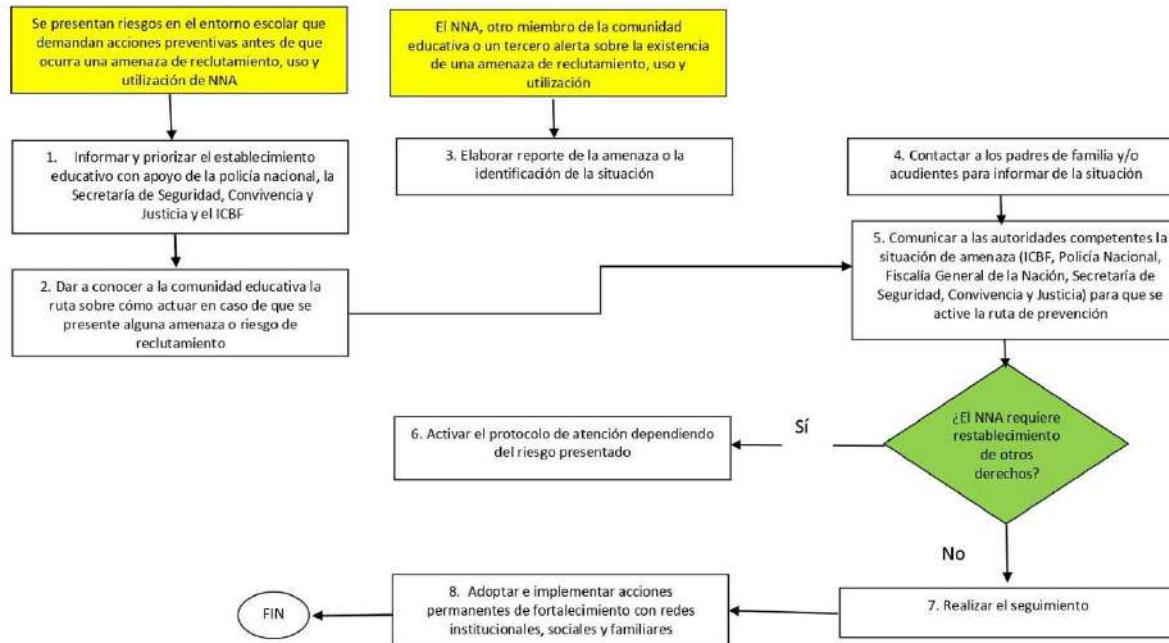 Se presentan riesgos en el entorno escolar que
demandan acciones preventivas antes de que
ocurra una amenaza de reclutamiento, uso y
utilización de NNA
El NNA, otro miembro de la comunidad
educativa o un tercero alerta sobre la existencia
de una amenaza de reclutamiento, uso y
utilización
1. Informar y priorizar el establecimiento
educativo con apoyo de la policía nacional, la
Secretaría de Seguridad, Convivencia y
Justicia y el ICBF
3. Elaborar reporte de la amenaza o la
identificación de la situación
4. Contactar a los padres de familia y/o
acudientes para informar de la situación
2. Dar a conocer a la comunidad educativa la
ruta sobre cómo actuar en caso de que se
presente alguna amenaza o riesgo de
reclutamiento
5. Comunicar a las autoridades competentes la
situación de amenaza (ICBF, Policía Nacional,
Fiscalía General de la Nación, Secretaría de
Seguridad, Convivencia y Justicia) para que se
active la ruta de prevención
¿El NNA requiere
restablecimiento
de otros
derechos?
Sí
6. Activar el protocolo de atención dependiendo
del riesgo presentado
No
7. Realizar el seguimiento
8. Adoptar e implementar acciones
permanentes de fortalecimiento con redes
institucionales, sociales y familiares
FIN